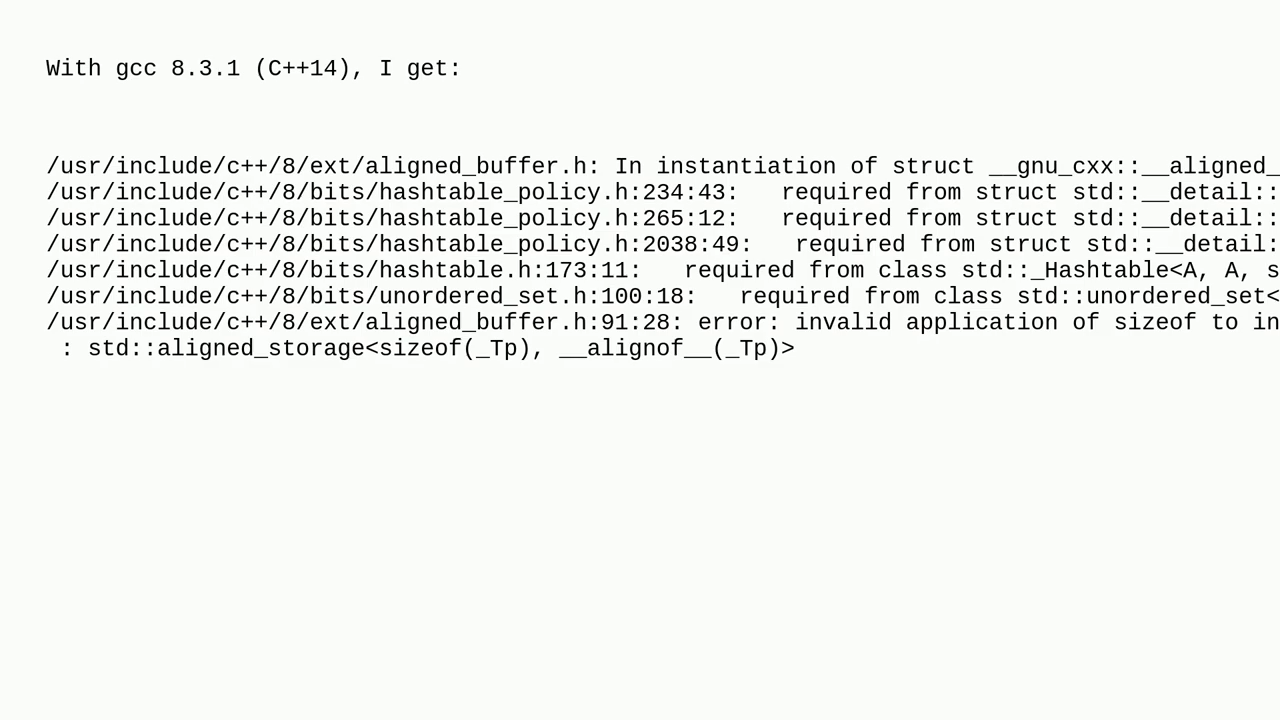 With gcc 8.3.1 (C++14), I get:
/usr/include/c++/8/ext/aligned_buffer.h: In instantiation of struct __gnu_cxx::__aligned_
/usr/include/c++/8/bits/hashtable_policy.h:234:43:   required from struct std::__detail::
/usr/include/c++/8/bits/hashtable_policy.h:265:12:   required from struct std::__detail::
/usr/include/c++/8/bits/hashtable_policy.h:2038:49:   required from struct std::__detail:
/usr/include/c++/8/bits/hashtable.h:173:11:   required from class std::_Hashtable<A, A, s
/usr/include/c++/8/bits/unordered_set.h:100:18:   required from class std::unordered_set<
/usr/include/c++/8/ext/aligned_buffer.h:91:28: error: invalid application of sizeof to in
 : std::aligned_storage<sizeof(_Tp), __alignof__(_Tp)>